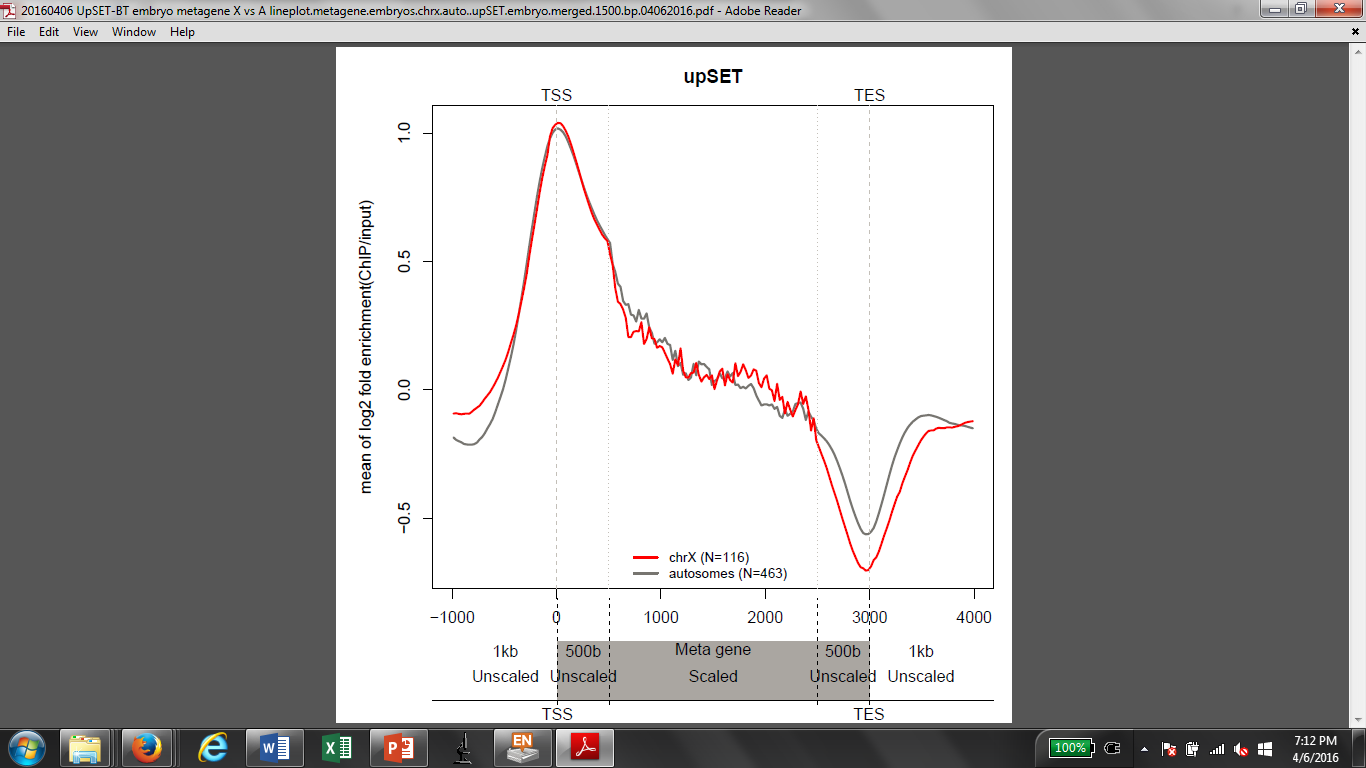 20160406 UpSET-BT embryo metagene X vs A lineplot.metagene.embryos.chrx.auto..upSET.embryo.merged.1500.bp.04062016.pdf - Adobe Reader
File Edit View Window Help
upSET
TSS TES
mean of log2 fold enrichment(ChIP/input)
1.0
0.5
0.0
−0.5
chrX (N=116)
autosomes (N=463)
−1000 0 1000 2000 3000 4000
1kb 500b Meta gene 500b 1kb
Unscaled Unscaled Scaled Unscaled Unscaled
TSS TES
EN
100%
7:12 PM
4/6/2016